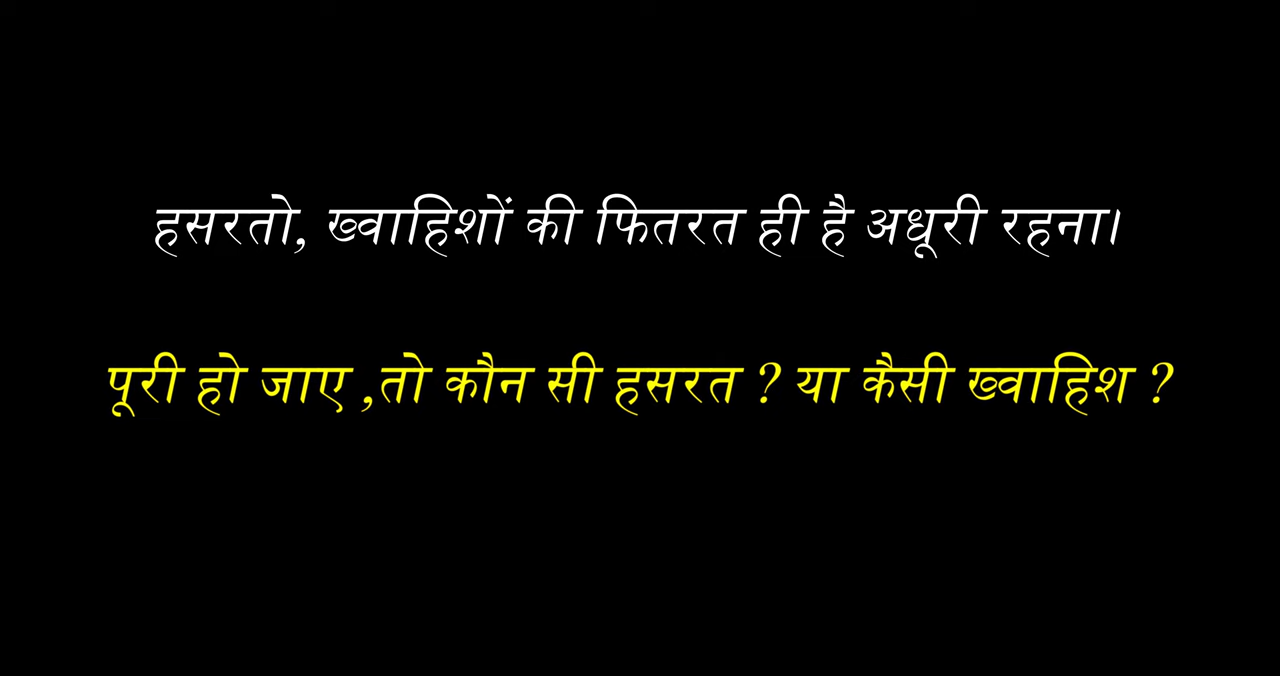 हसरतो, ख्वाहिशों की फितरत ही है अधूरी रहना।
पूरी हो जाए ,तो कौन सी हसरत ? या कैसी ख्वाहिश ?